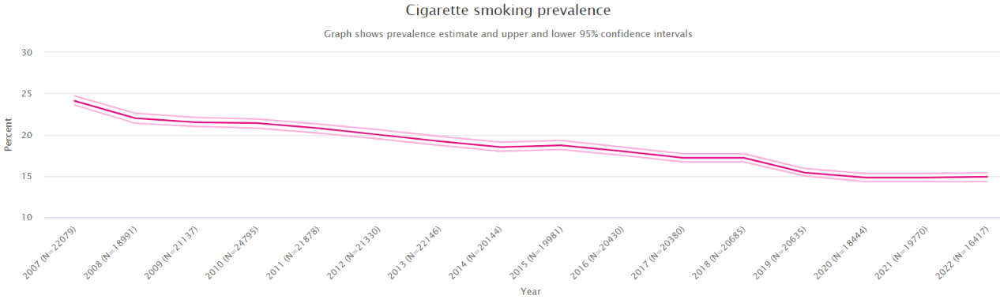 Cigarette smoking prevalence
Graph shows prevalence estimate and upper and lower 95% confidence intervals
Percent
30
25
20
15
10
2007 (N=22079)
2008 (N=18991)
2009 (N=21137)
2010 (N=24795)
2011 (N=21878)
2012 (N=21330)
2013 (N=22146)
2014 (N=20144)
2015 (N=19981)
2016 (N=20430)
2017 (N=20380)
2018 (N=20685)
2019 (N=20635)
2020 (N=18444)
2021 (N=19770)
2022 (N=16417)
Year